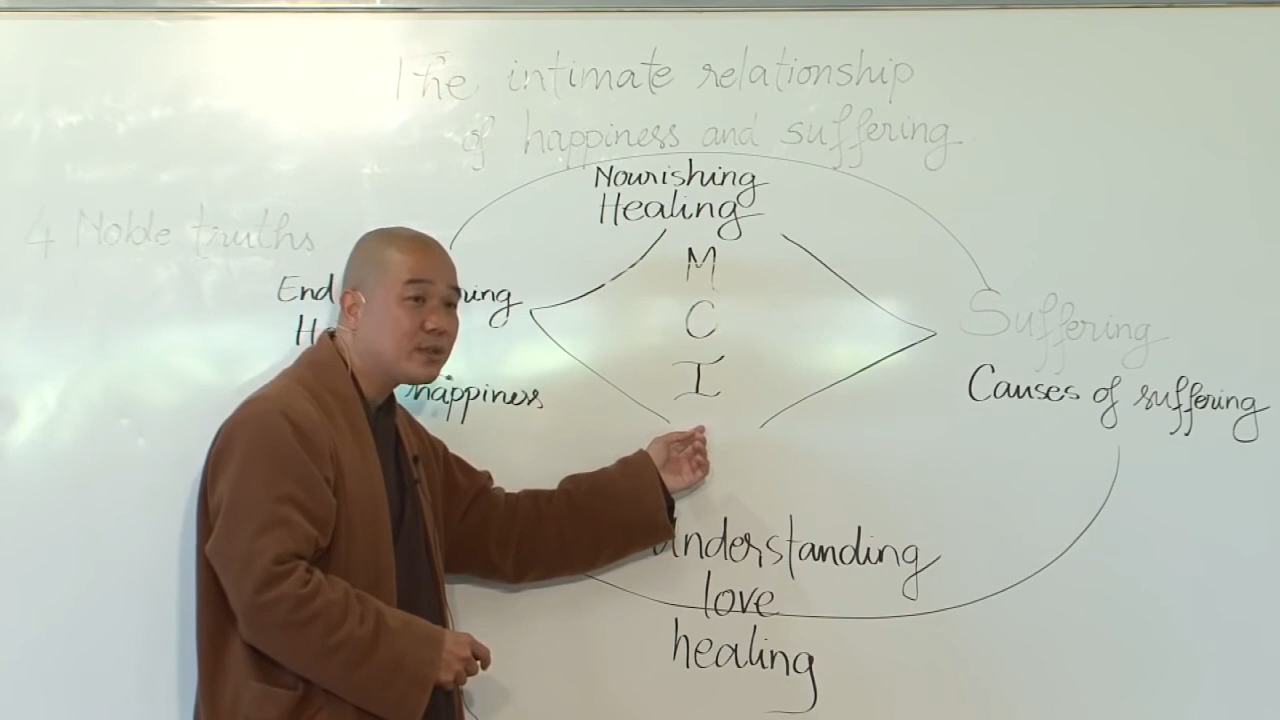 The intimate relationship
of happiness and suffering
Nourishing
Healing
4 Noble truths
M
C
I
End
happiness
Suffering
Causes of suffering
Understanding
love
healing